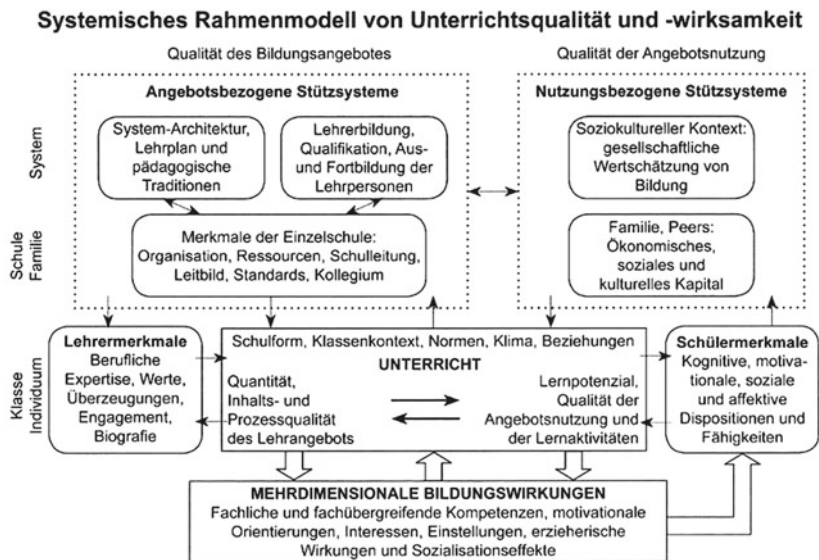 Systemisches Rahmenmodell von Unterrichtsqualität und -wirksamkeit
Qualität des Bildungsangebotes
Qualität der Angebotsnutzung
System
Schule
Familie
Klasse
Individuum
Angebotsbezogene Stützsysteme
System-Architektur,
Lehrplan und
pädagogische
Traditionen
Lehrerbildung,
Qualifikation, Aus-
und Fortbildung der
Lehrpersonen
Merkmale der Einzelschule:
Organisation, Ressourcen, Schulleitung,
Leitbild, Standards, Kollegium
Nutzungsbezogene Stützsysteme
Soziokultureller Kontext:
gesellschaftliche
Wertschätzung von
Bildung
Familie, Peers:
Ökonomisches,
soziales und
kulturelles Kapital
Lehrermerkmale
Berufliche
Expertise, Werte,
Überzeugungen,
Engagement,
Biografie
Schulform, Klassenkontext, Normen, Klima, Beziehungen
UNTERRICHT
Quantität,
Inhalts- und
Prozessqualität
des Lehrangebots
Lernpotenzial,
Qualität der
Angebotsnutzung und
der Lernaktivitäten
Schülermerkmale
Kognitive, motiva-
tionale, soziale
und affektive
Dispositionen und
Fähigkeiten
MEHRDIMENSIONALE BILDUNGSWIRKUNGEN
Fachliche und fachübergreifende Kompetenzen, motivationale
Orientierungen, Interessen, Einstellungen, erzieherische
Wirkungen und Sozialisationseffekte